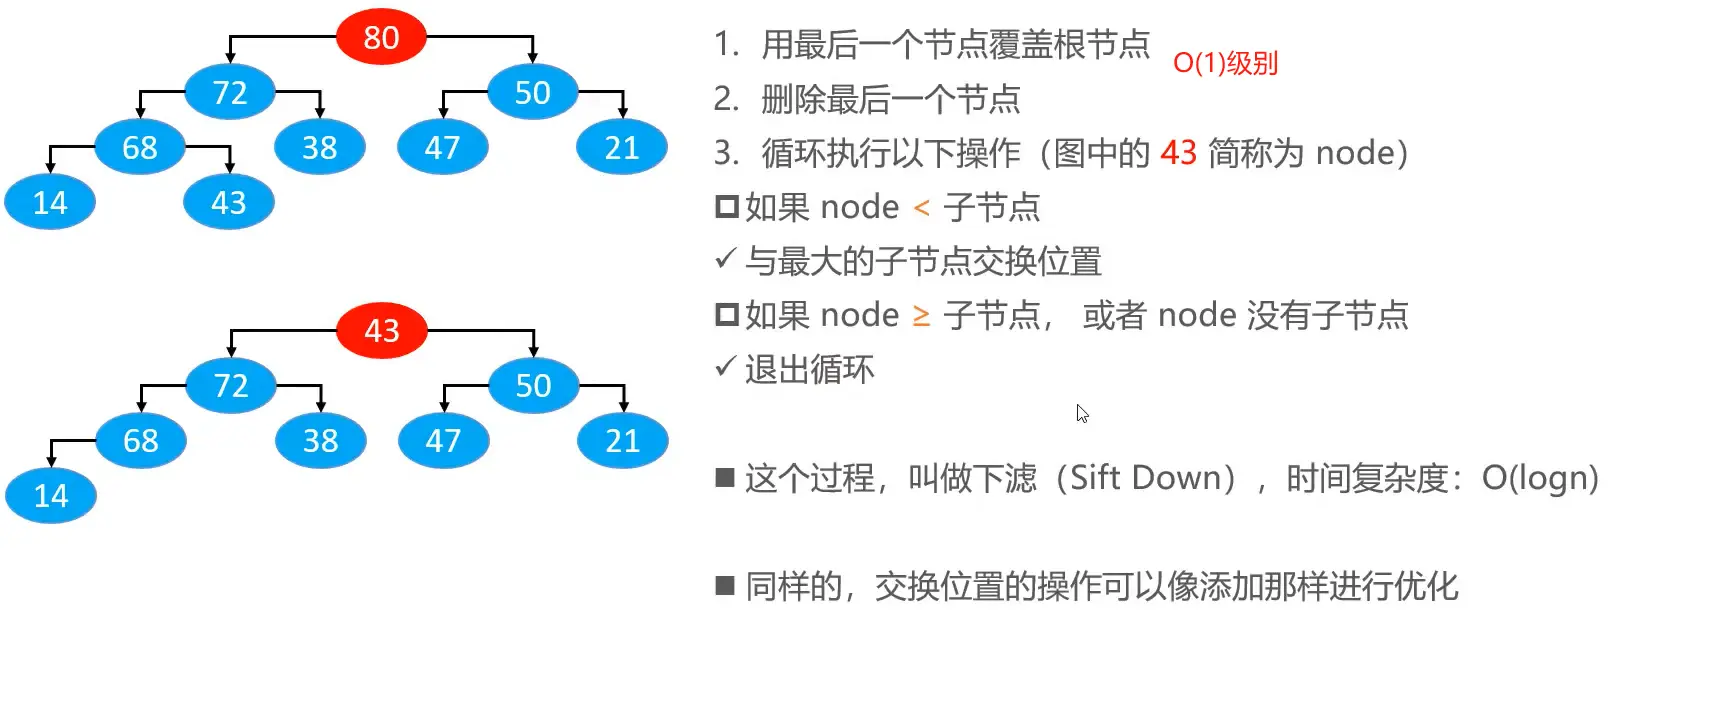 80
72
50
68
38
47
21
14
43
43
72
50
68
38
47
21
14
1. 用最后一个节点覆盖根节点
O(1)级别
2. 删除最后一个节点
3. 循环执行以下操作（图中的 43 简称为 node）
如果 node < 子节点
✓ 与最大的子节点交换位置
如果 node ≥ 子节点， 或者 node 没有子节点
✓ 退出循环
■ 这个过程，叫做下滤（Sift Down），时间复杂度：O(logn)
■ 同样的，交换位置的操作可以像添加那样进行优化